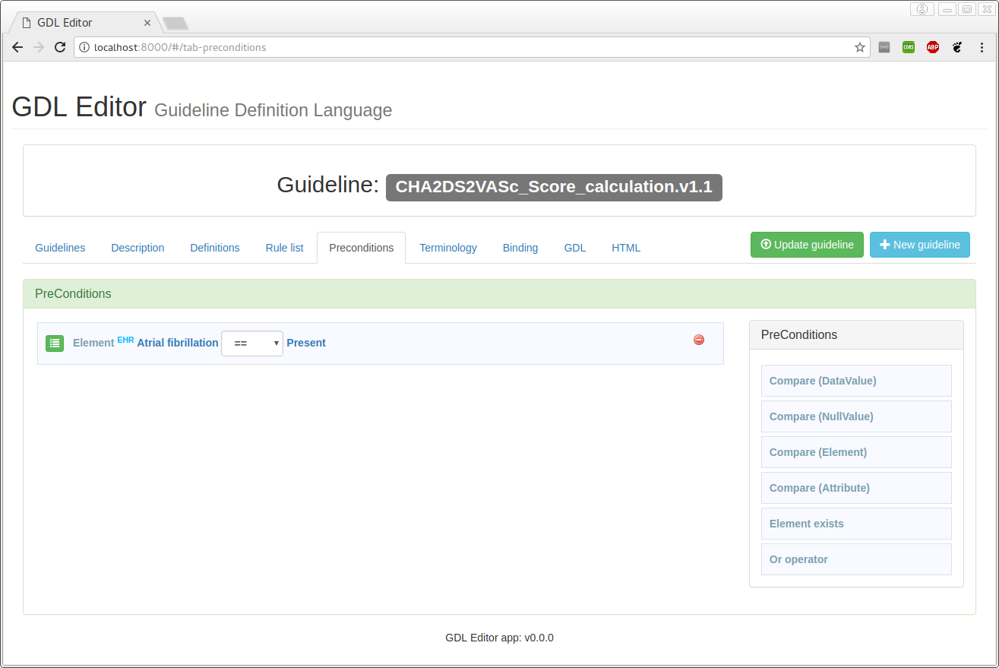 GDL Editor
localhost:8000/#/tab-preconditions
CORS
ABP
GDL Editor Guideline Definition Language
Guideline: CHA2DS2VASc_Score_calculation.v1.1
Guidelines Description Definitions Rule list Preconditions Terminology Binding GDL HTML Update guideline New guideline
PreConditions
Element EHR Atrial fibrillation == Present
PreConditions
Compare (DataValue)
Compare (NullValue)
Compare (Element)
Compare (Attribute)
Element exists
Or operator
GDL Editor app: v0.0.0